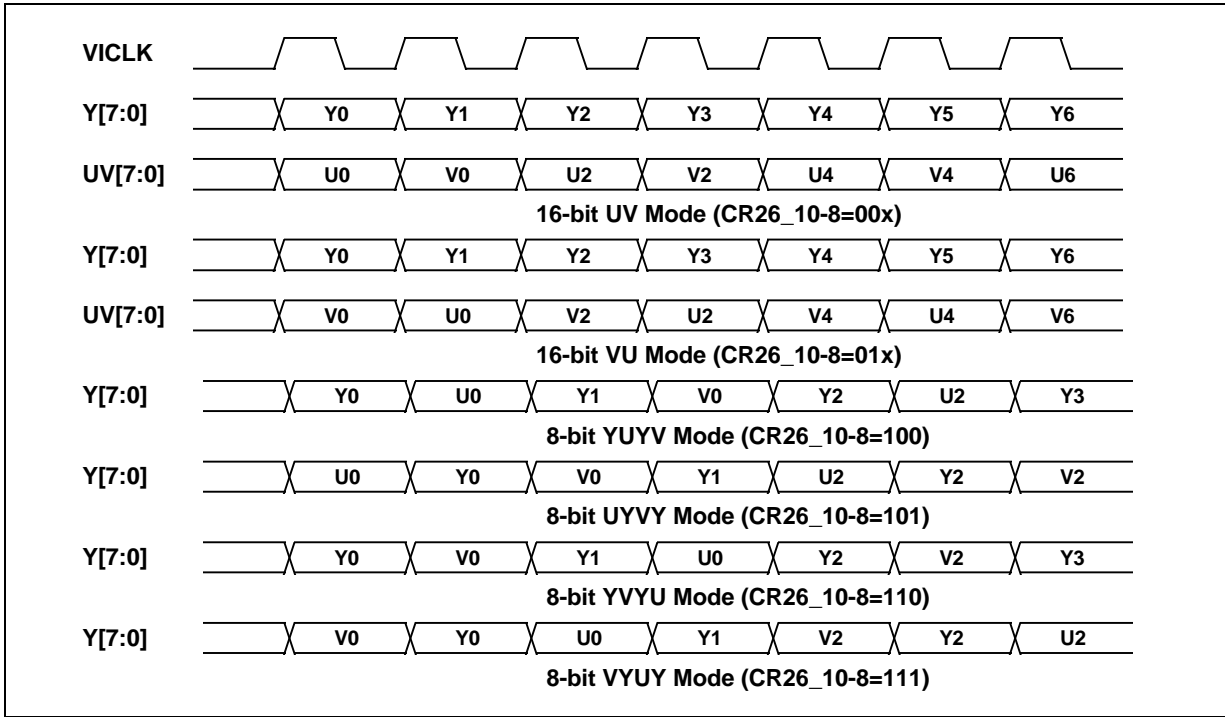 VICLK
Y[7:0] Y0 Y1 Y2 Y3 Y4 Y5 Y6
UV[7:0] U0 V0 U2 V2 U4 V4 U6
16-bit UV Mode (CR26_10-8=00x)
Y[7:0] Y0 Y1 Y2 Y3 Y4 Y5 Y6
UV[7:0] V0 U0 V2 U2 V4 U4 V6
16-bit VU Mode (CR26_10-8=01x)
Y[7:0] Y0 U0 Y1 V0 Y2 U2 Y3
8-bit YUYV Mode (CR26_10-8=100)
Y[7:0] U0 Y0 V0 Y1 U2 Y2 V2
8-bit UYVY Mode (CR26_10-8=101)
Y[7:0] Y0 V0 Y1 U0 Y2 V2 Y3
8-bit YVYU Mode (CR26_10-8=110)
Y[7:0] V0 Y0 U0 Y1 V2 Y2 U2
8-bit VYUY Mode (CR26_10-8=111)